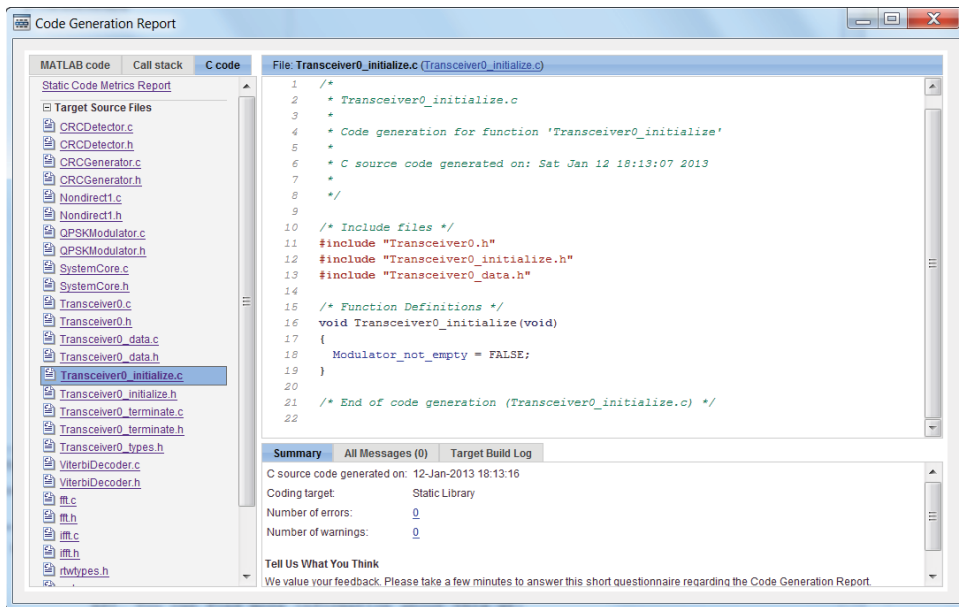 Code Generation Report
MATLAB code Call stack C code
Static Code Metrics Report
Target Source Files
CRCDetector.c
CRCDetector.h
CRCGenerator.c
CRCGenerator.h
Nondirect1.c
Nondirect1.h
QPSKModulator.c
QPSKModulator.h
SystemCore.c
SystemCore.h
Transceiver0.c
Transceiver0.h
Transceiver0_data.c
Transceiver0_data.h
Transceiver0_initialize.c
Transceiver0_initialize.h
Transceiver0_terminate.c
Transceiver0_terminate.h
Transceiver0_types.h
ViterbiDecoder.c
ViterbiDecoder.h
fft.c
fft.h
ifft.c
ifft.h
rtwtypes.h
File: Transceiver0_initialize.c (Transceiver0_initialize.c)
1 /*
2 * Transceiver0_initialize.c
3 *
4 * Code generation for function 'Transceiver0_initialize'
5 *
6 * C source code generated on: Sat Jan 12 18:13:07 2013
7 *
8 */
9
10 /* Include files */
11 #include "Transceiver0.h"
12 #include "Transceiver0_initialize.h"
13 #include "Transceiver0_data.h"
14
15 /* Function Definitions */
16 void Transceiver0_initialize(void)
17 {
18 Modulator_not_empty = FALSE;
19 }
20
21 /* End of code generation (Transceiver0_initialize.c) */
22
Summary All Messages (0) Target Build Log
C source code generated on: 12-Jan-2013 18:13:16
Coding target: Static Library
Number of errors: 0
Number of warnings: 0
Tell Us What You Think
We value your feedback. Please take a few minutes to answer this short questionnaire regarding the Code Generation Report.